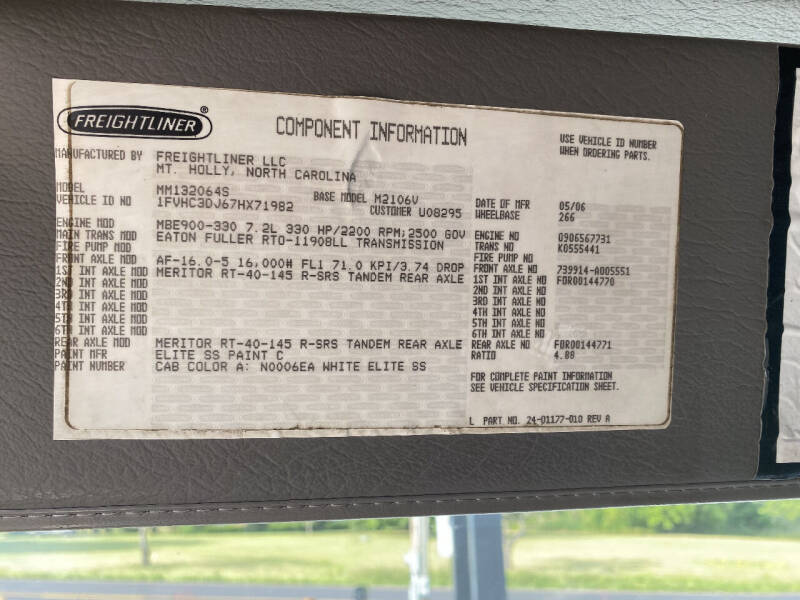 FREIGHTLINER ®
COMPONENT INFORMATION
USE VEHICLE ID NUMBER
WHEN ORDERING PARTS.
MANUFACTURED BY FREIGHTLINER LLC
MT. HOLLY, NORTH CAROLINA
MODEL MM132064S BASE MODEL M2106V DATE OF MFR 05/06
VEHICLE ID NO 1FVHC3DJ67HX71982 CUSTOMER U08295 WHEELBASE 266
ENGINE MOD MBE900-330 7.2L 330 HP/2200 RPM;2500 GOV ENGINE NO 0906567731
MAIN TRANS MOD EATON FULLER RTO-11908LL TRANSMISSION TRANS NO K0555441
FIRE PUMP MOD FIRE PUMP NO
FRONT AXLE MOD AF-16.0-5 16,000# FL1 71.0 KPI/3.74 DROP FRONT AXLE NO 739914-A005551
1ST INT AXLE MOD MERITOR RT-40-145 R-SRS TANDEM REAR AXLE 1ST INT AXLE NO FDR00144770
2ND INT AXLE MOD 2ND INT AXLE NO
3RD INT AXLE MOD 3RD INT AXLE NO
4TH INT AXLE MOD 4TH INT AXLE NO
5TH INT AXLE MOD 5TH INT AXLE NO
6TH INT AXLE MOD 6TH INT AXLE NO
REAR AXLE MOD MERITOR RT-40-145 R-SRS TANDEM REAR AXLE REAR AXLE NO FDR00144771
PAINT MFR ELITE SS PAINT C RATIO 4.88
PAINT NUMBER CAB COLOR A: N0006EA WHITE ELITE SS
FOR COMPLETE PAINT INFORMATION
SEE VEHICLE SPECIFICATION SHEET.
L PART NO. 24-01177-010 REV A